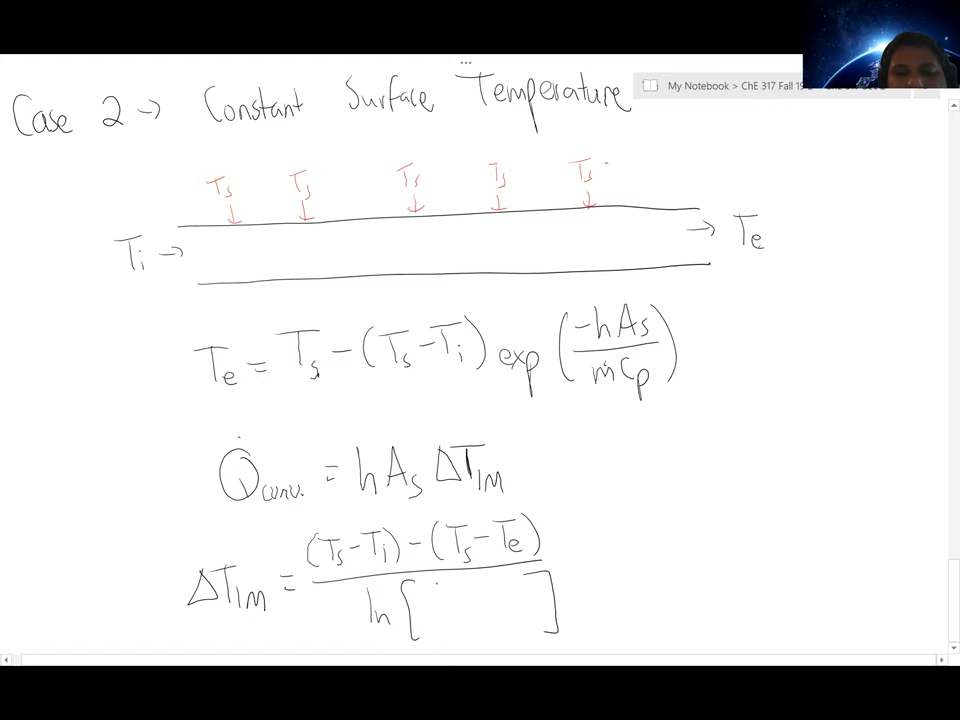 ...
Case 2 → Constant Surface Temperature
My Notebook > ChE 317 Fall 19
Ts Ts Ts Ts Ts
Ti → → Te
Te = Ts - (Ts - Ti) exp (-hAs / ṁCp)
Q̇conv. = hAs ΔTlM
ΔTlM = (Ts - Ti) - (Ts - Te) / ln [ ]